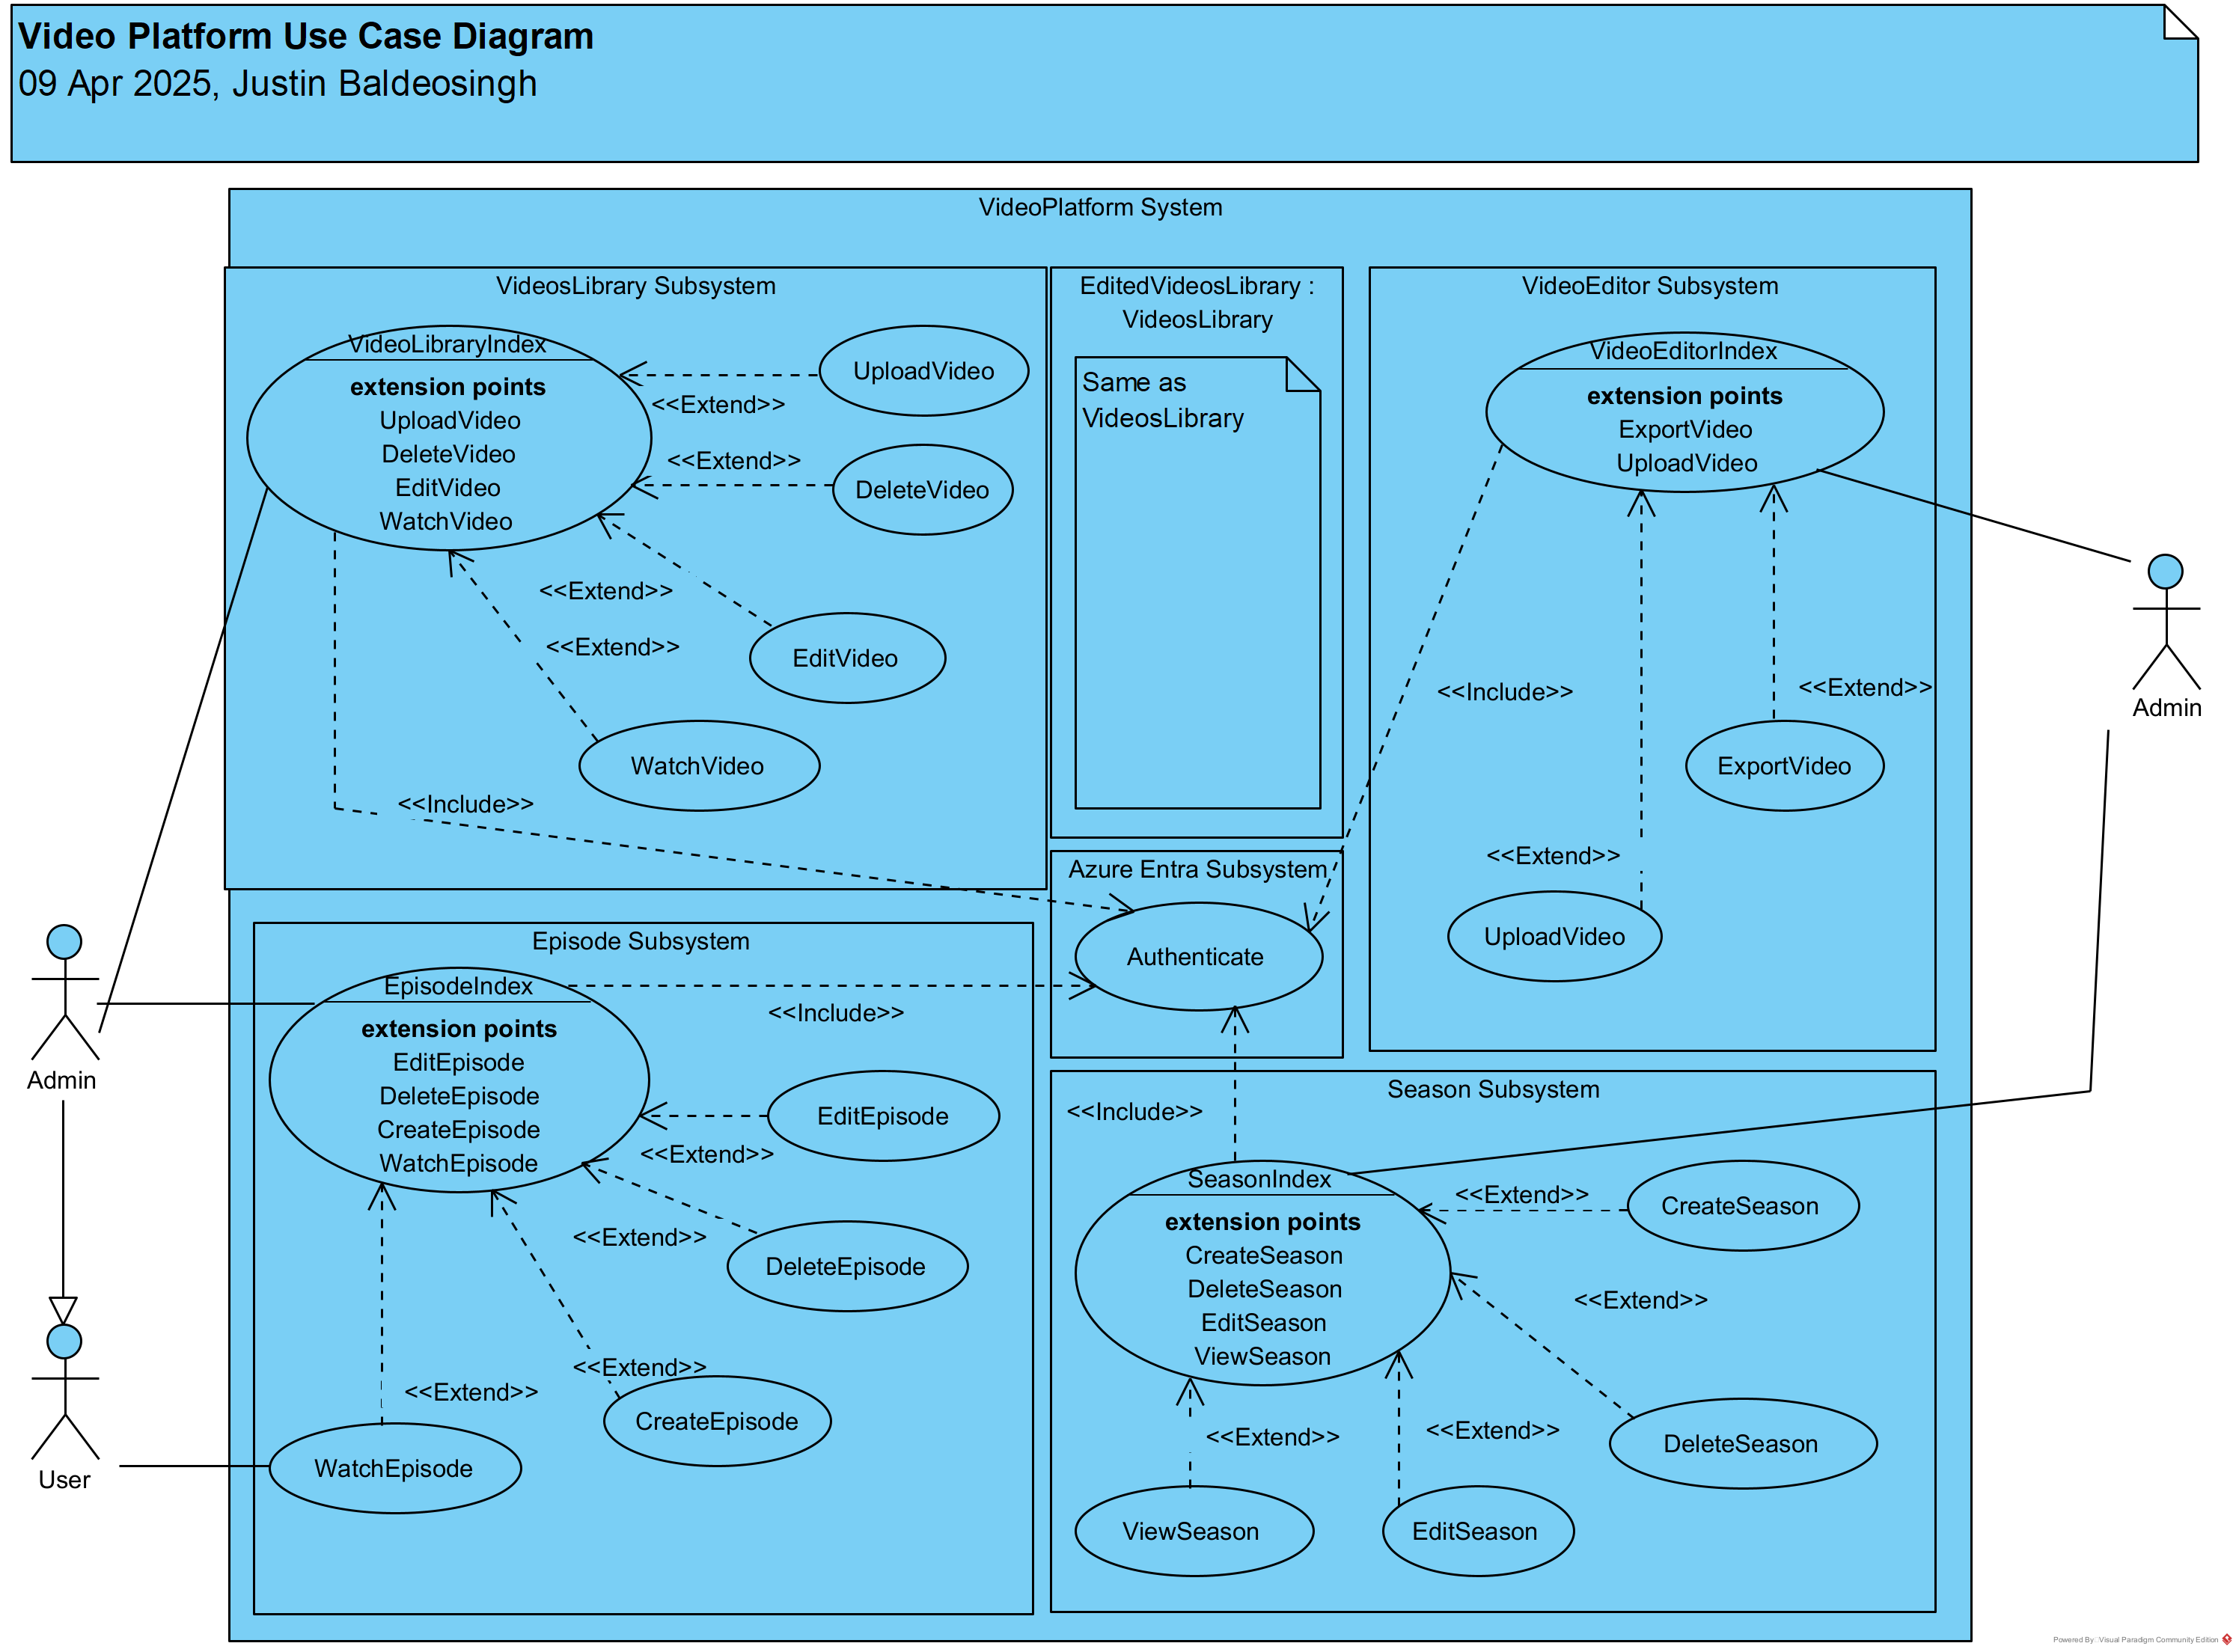 Video Platform Use Case Diagram
09 Apr 2025, Justin Baldeosingh
VideoPlatform System
VideosLibrary Subsystem
VideoLibraryIndex
extension points
UploadVideo
DeleteVideo
EditVideo
WatchVideo
UploadVideo
<<Extend>>
<<Extend>>
DeleteVideo
<<Extend>>
<<Extend>>
EditVideo
WatchVideo
<<Include>>
EditedVideosLibrary :
VideosLibrary
Same as
VideosLibrary
VideoEditor Subsystem
VideoEditorIndex
extension points
ExportVideo
UploadVideo
<<Include>>
<<Extend>>
ExportVideo
<<Extend>>
UploadVideo
Admin
Azure Entra Subsystem
Authenticate
Episode Subsystem
EpisodeIndex
extension points
EditEpisode
DeleteEpisode
CreateEpisode
WatchEpisode
<<Include>>
EditEpisode
<<Extend>>
<<Extend>>
DeleteEpisode
<<Extend>>
<<Extend>>
CreateEpisode
WatchEpisode
Admin
User
Season Subsystem
<<Include>>
SeasonIndex
extension points
CreateSeason
DeleteSeason
EditSeason
ViewSeason
<<Extend>>
CreateSeason
<<Extend>>
<<Extend>>
<<Extend>>
DeleteSeason
ViewSeason
EditSeason
Powered By: Visual Paradigm Community Edition